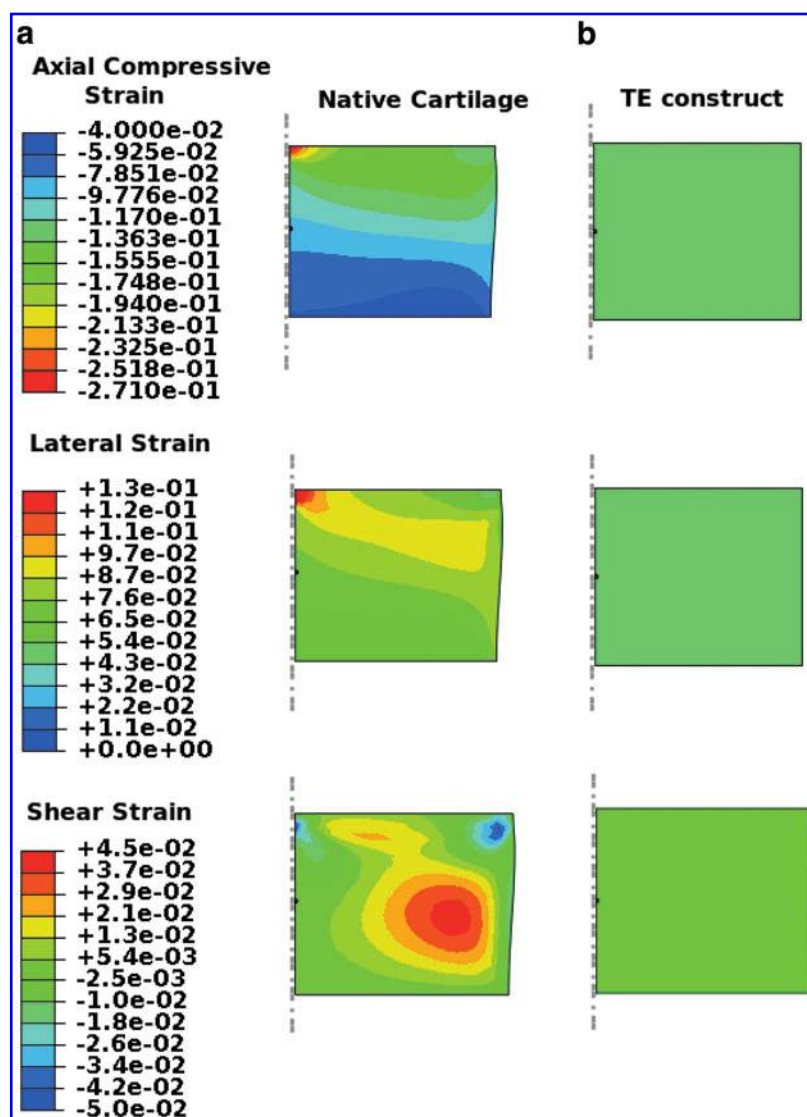 a
b
Axial Compressive
Strain
Native Cartilage
TE construct
-4.000e-02
-5.925e-02
-7.851e-02
-9.776e-02
-1.170e-01
-1.363e-01
-1.555e-01
-1.748e-01
-1.940e-01
-2.133e-01
-2.325e-01
-2.518e-01
-2.710e-01
Lateral Strain
+1.3e-01
+1.2e-01
+1.1e-01
+9.7e-02
+8.7e-02
+7.6e-02
+6.5e-02
+5.4e-02
+4.3e-02
+3.2e-02
+2.2e-02
+1.1e-02
+0.0e+00
Shear Strain
+4.5e-02
+3.7e-02
+2.9e-02
+2.1e-02
+1.3e-02
+5.4e-03
-2.5e-03
-1.0e-02
-1.8e-02
-2.6e-02
-3.4e-02
-4.2e-02
-5.0e-02